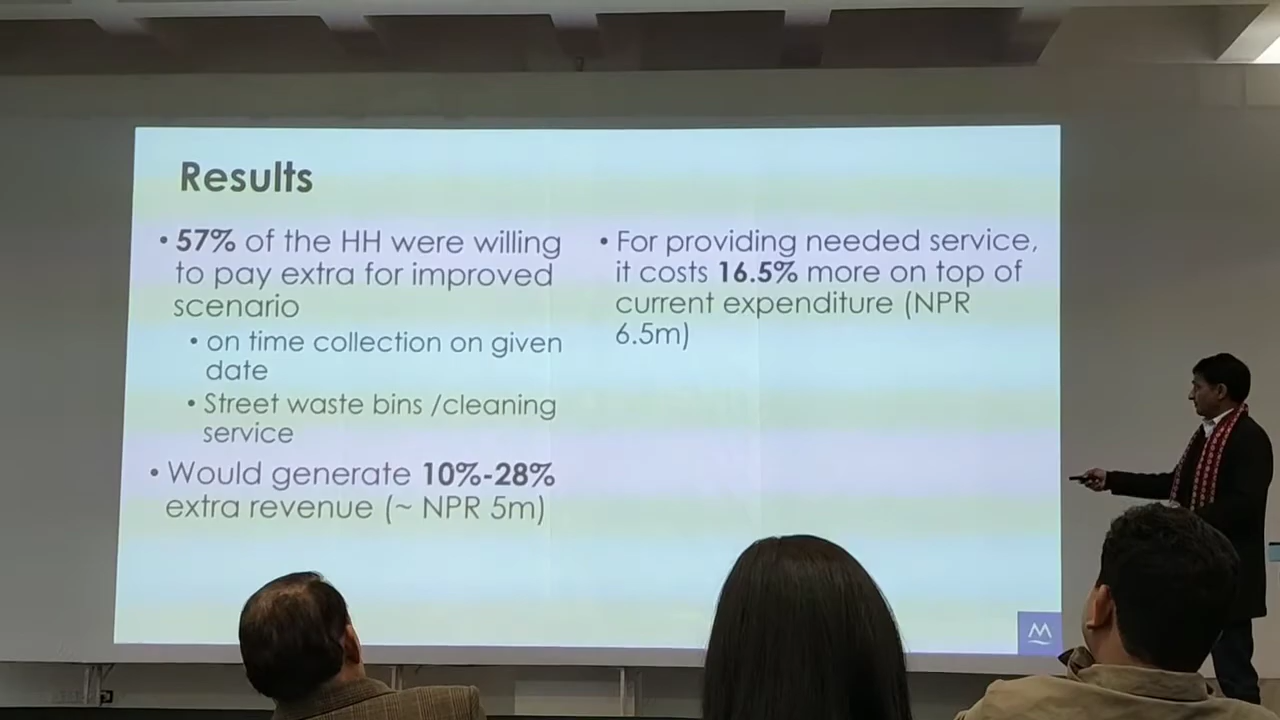 Results
• 57% of the HH were willing
to pay extra for improved
scenario
• on time collection on given
date
• Street waste bins /cleaning
service
• Would generate 10%-28%
extra revenue (~ NPR 5m)
• For providing needed service,
it costs 16.5% more on top of
current expenditure (NPR
6.5m)